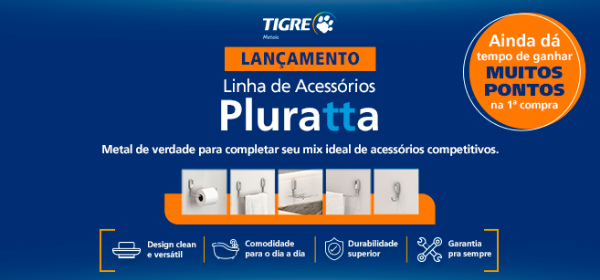 TIGRE
Metais
LANÇAMENTO
Linha de Acessórios
Pluratta
Ainda dá
tempo de ganhar
MUITOS
PONTOS
na 1ª compra
Metal de verdade para completar seu mix ideal de acessórios competitivos.
Design clean
e versátil
Comodidade
para o dia a dia
Durabilidade
superior
Garantia
pra sempre